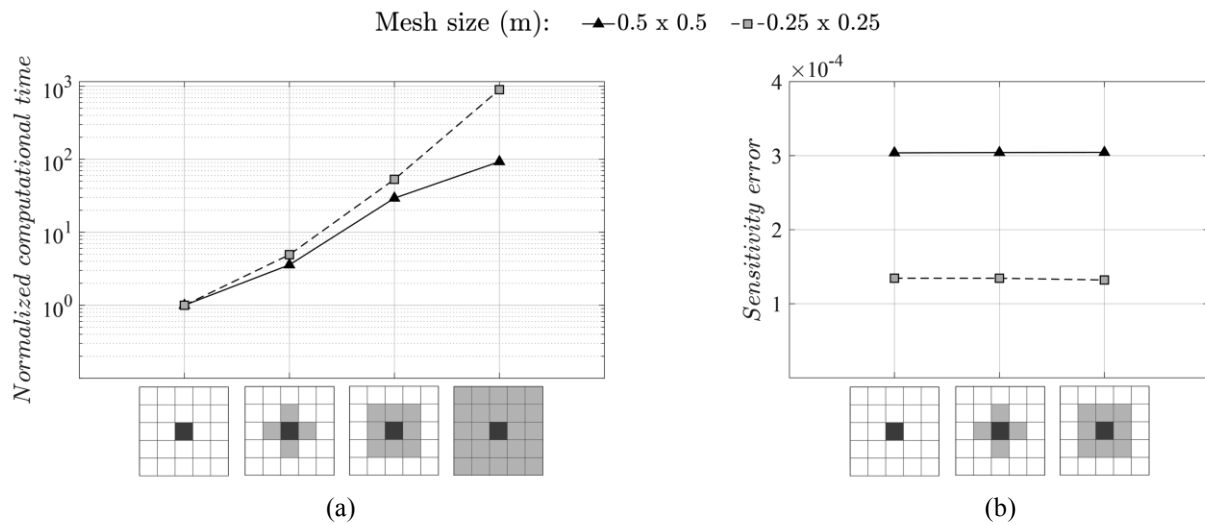 Mesh size (m): 0.5 x 0.5 0.25 x 0.25
Normalized computational time
10^3
10^2
10^1
10^0
(a)
×10^-4
Sensitivity error
4
3
4
1
(b)